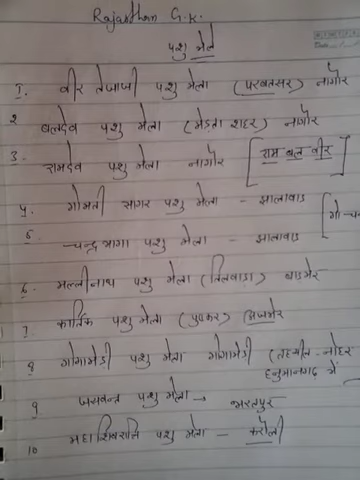 Rajasthan G.K.
पशु मेले
1. वीर तेजाजी पशु मेला (परबतसर) नागौर
2 बलदेव पशु मेला (मेड़ता शहर) नागौर
3. रामदेव पशु मेला नागौर [राम बल वीर]
4. गोमती सागर पशु मेला - झालावाड
5 चन्द्रभागा पशु मेला - झालावाड [गो-च
6. मल्लीनाथ पशु मेला (तिलवाडा) बाडमेर
7 कार्तिक पशु मेला (पुष्कर) अजमेर
8 गोगामेडी पशु मेला गोगामेडी (तहसील - नोहर
हनुमानगढ में
9 जसवन्त पशु मेला → भरतपुर
10 महाशिवरात्रि पशु मेला - करौली